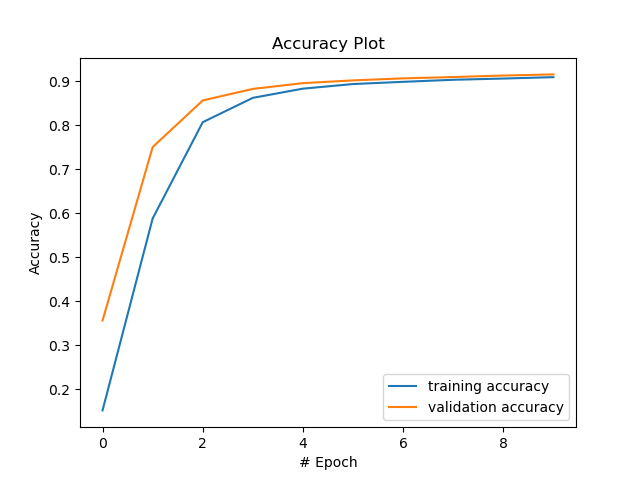 Accuracy Plot
0.9
0.8
0.7
0.6
0.5
0.4
0.3
0.2
Accuracy
training accuracy
validation accuracy
0 2 4 6 8
# Epoch